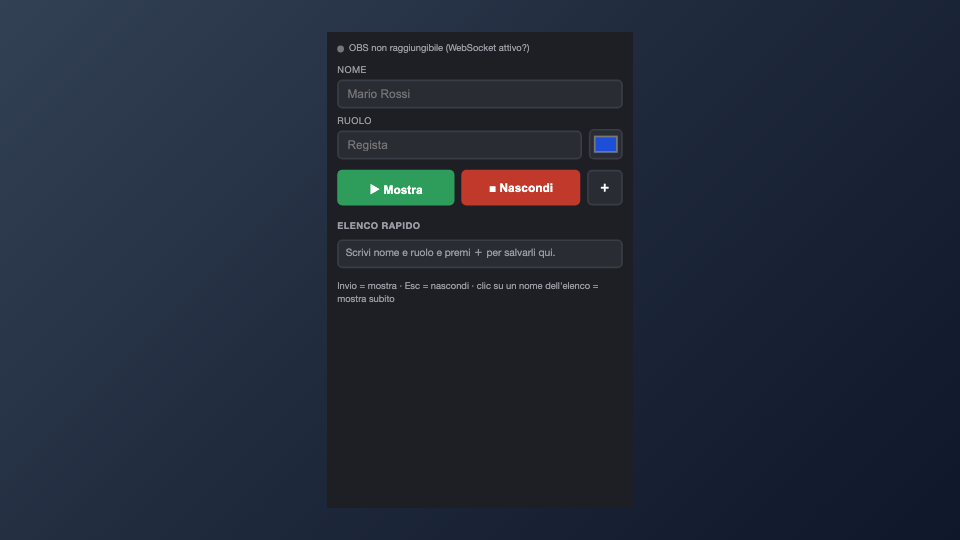 OBS non raggiungibile (WebSocket attivo?)
NOME
Mario Rossi
RUOLO
Regista
▶ Mostra
■ Nascondi
+
ELENCO RAPIDO
Scrivi nome e ruolo e premi + per salvarli qui.
Invio = mostra · Esc = nascondi · clic su un nome dell'elenco =
mostra subito